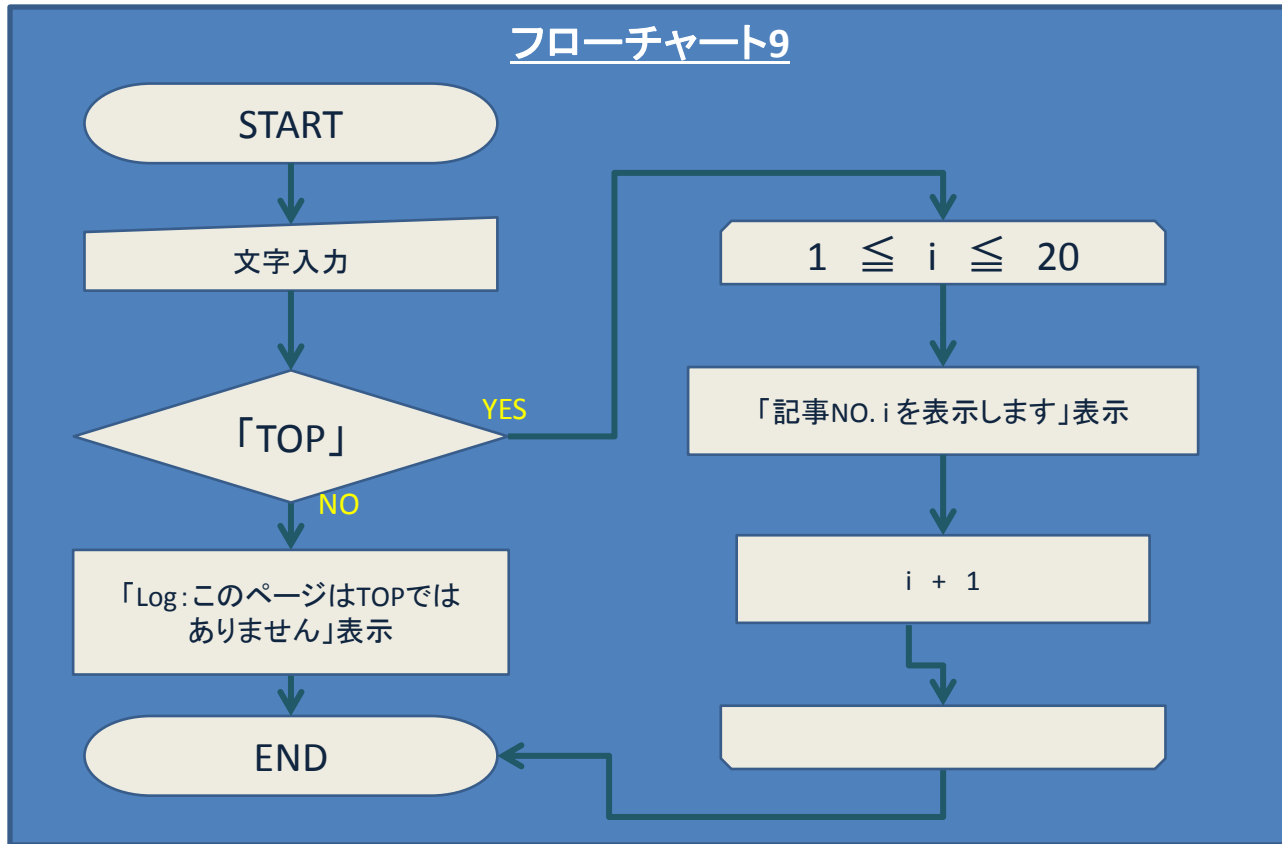 フローチャート9
START
文字入力
「TOP」
YES
NO
「Log:このページはTOPでは
ありません」表示
END
1 ≦ i ≦ 20
「記事NO. i を表示します」表示
i + 1